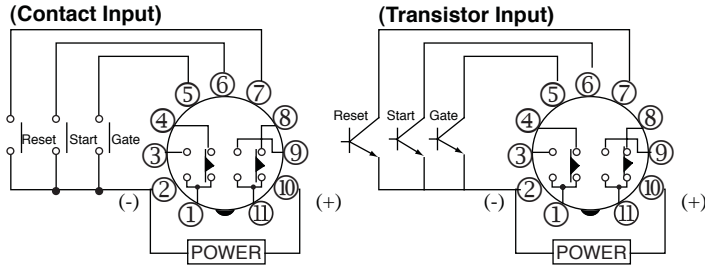 (Contact Input)
Reset
Start
Gate
⑤
⑥
⑦
④
⑧
③
⑨
②
⑩
①
⑪
(-)
(+)
POWER
(Transistor Input)
Reset
Start
Gate
⑤
⑥
⑦
④
⑧
③
⑨
②
⑩
①
⑪
(-)
(+)
POWER